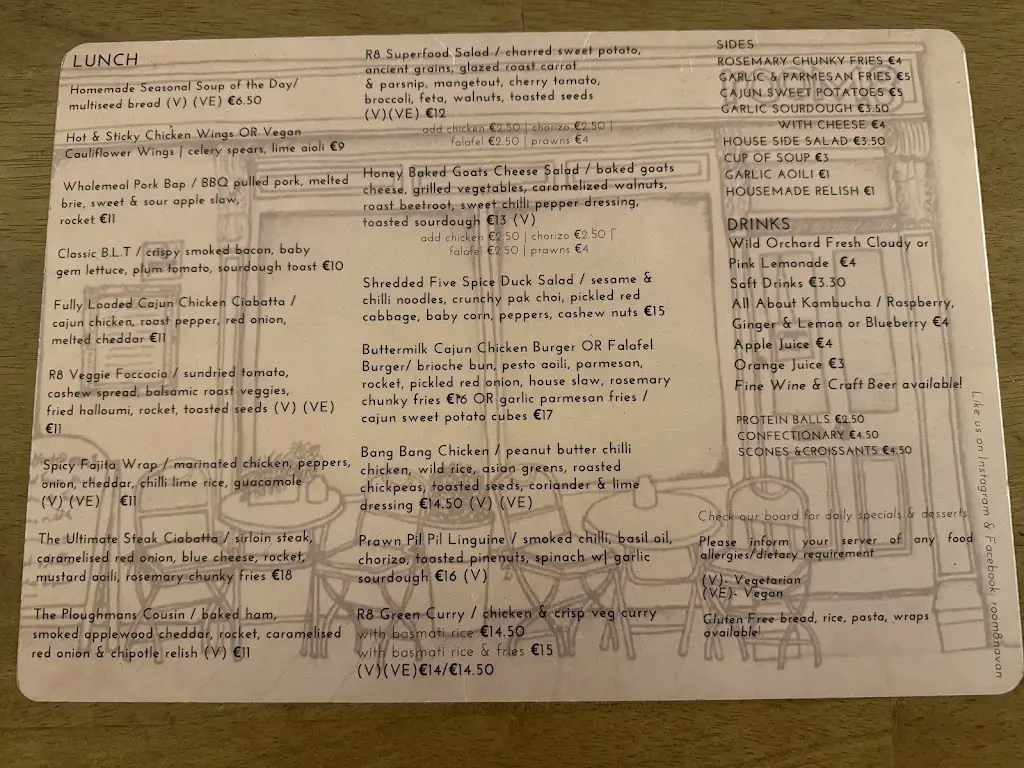 LUNCH
Homemade Seasonal Soup of the Day/
multiseed bread (V) (VE) €6.50
Hot & Sticky Chicken Wings OR Vegan
Cauliflower Wings | celery spears, lime aioli €9
Wholemeal Pork Bap / BBQ pulled pork, melted
brie, sweet & sour apple slaw,
rocket €11
Classic B.L.T / crispy smoked bacon, baby
gem lettuce, plum tomato, sourdough toast €10
Fully Loaded Cajun Chicken Ciabatta /
cajun chicken, roast pepper, red onion,
melted cheddar €11
R8 Veggie Foccacia / sundried tomato,
cashew spread, balsamic roast veggies,
fried halloumi, rocket, toasted seeds (V) (VE)
€11
Spicy Fajita Wrap / marinated chicken, peppers,
onion, cheddar, chilli lime rice, guacamole
(V) (VE) €11
The Ultimate Steak Ciabatta / sirloin steak,
caramelised red onion, blue cheese, rocket,
mustard aoili, rosemary chunky fries €18
The Ploughmans Cousin / baked ham,
smoked applewood cheddar, rocket, caramelised
red onion & chipotle relish (V) €11
R8 Superfood Salad / charred sweet potato,
ancient grains, glazed roast carrot
& parsnip, mangetout, cherry tomato,
broccoli, feta, walnuts, toasted seeds
(V)(VE) €12
add chicken €2.50 | chorizo €2.50 |
falafel €2.50 | prawns €4
Honey Baked Goats Cheese Salad / baked goats
cheese, grilled vegetables, caramelized walnuts,
roast beetroot, sweet chilli pepper dressing,
toasted sourdough €13 (V)
add chicken €2.50 | chorizo €2.50 |
falafel €2.50 | prawns €4
Shredded Five Spice Duck Salad / sesame &
chilli noodles, crunchy pak choi, pickled red
cabbage, baby corn, peppers, cashew nuts €15
Buttermilk Cajun Chicken Burger OR Falafel
Burger/ brioche bun, pesto aoili, parmesan,
rocket, pickled red onion, house slaw, rosemary
chunky fries €16 OR garlic parmesan fries /
cajun sweet potato cubes €17
Bang Bang Chicken / peanut butter chilli
chicken, wild rice, asian greens, roasted
chickpeas, toasted seeds, coriander & lime
dressing €14.50 (V) (VE)
Prawn Pil Pil Linguine / smoked chilli, basil oil,
chorizo, toasted pinenuts, spinach w| garlic
sourdough €16 (V)
R8 Green Curry / chicken & crisp veg curry
with basmati rice €14.50
with basmati rice & fries €15
(V)(VE)€14/€14.50
SIDES
ROSEMARY CHUNKY FRIES €4
GARLIC & PARMESAN FRIES €5
CAJUN SWEET POTATOES €5
GARLIC SOURDOUGH €3.50
WITH CHEESE €4
HOUSE SIDE SALAD €3.50
CUP OF SOUP €3
GARLIC AOILI €1
HOUSEMADE RELISH €1
DRINKS
Wild Orchard Fresh Cloudy or
Pink Lemonade €4
Soft Drinks €3.30
All About Kombucha / Raspberry,
Ginger & Lemon or Blueberry €4
Apple Juice €4
Orange Juice €3
Fine Wine & Craft Beer available!
PROTEIN BALLS €2.50
CONFECTIONARY €4.50
SCONES &CROISSANTS €4.50
Check our board for daily specials & desserts
Please inform your server of any food
allergies/dietary requirement
(V)- Vegetarian
(VE)- Vegan
Gluten Free bread, rice, pasta, wraps
available!
Like us on Instagram & Facebook: room8navan